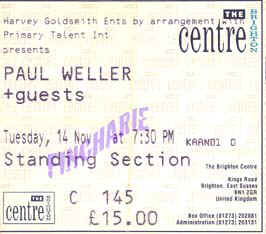 Harvey Goldsmith Ents by arrangement with
Primary Talent Int
presents
THE
centre
BRIGHTON
PAUL WELLER
+guests
Tuesday, 14 Nov at 7:30 PM KAAND1 0
Standing Section
The Brighton Centre
Kings Road
Brighton, East Sussex
BN1 2GR
United Kingdom
THE
centre
C 145
£15.00
Box Office (01273) 202881
Administration (01273) 203131